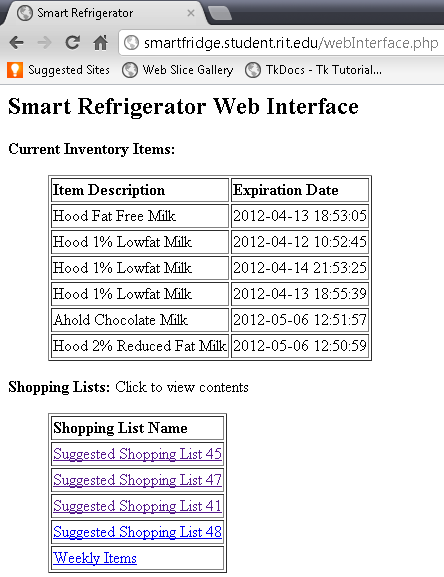 Smart Refrigerator
smartfridge.student.rit.edu/webInterface.php
Suggested Sites Web Slice Gallery TkDocs - Tk Tutorial...
Smart Refrigerator Web Interface
Current Inventory Items:
Item Description Expiration Date
Hood Fat Free Milk 2012-04-13 18:53:05
Hood 1% Lowfat Milk 2012-04-12 10:52:45
Hood 1% Lowfat Milk 2012-04-14 21:53:25
Hood 1% Lowfat Milk 2012-04-13 18:55:39
Ahold Chocolate Milk 2012-05-06 12:51:57
Hood 2% Reduced Fat Milk 2012-05-06 12:50:59
Shopping Lists: Click to view contents
Shopping List Name
Suggested Shopping List 45
Suggested Shopping List 47
Suggested Shopping List 41
Suggested Shopping List 48
Weekly Items